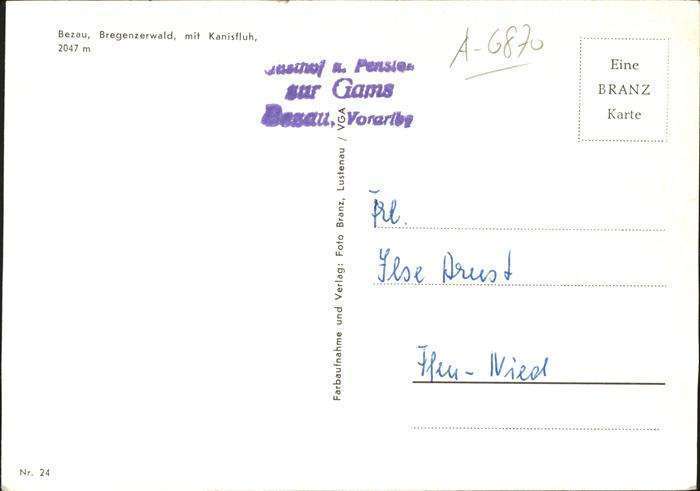 Bezau, Bregenzerwald, mit Kanisfluh,
2047 m
A-6870
Gasthof u. Pension
zur Gams
Bezau, Vorarlbg
Eine
BRANZ
Karte
Farbaufnahme und Verlag: Foto Branz, Lustenau / VGA
Frl.
Ilse
Nr. 24